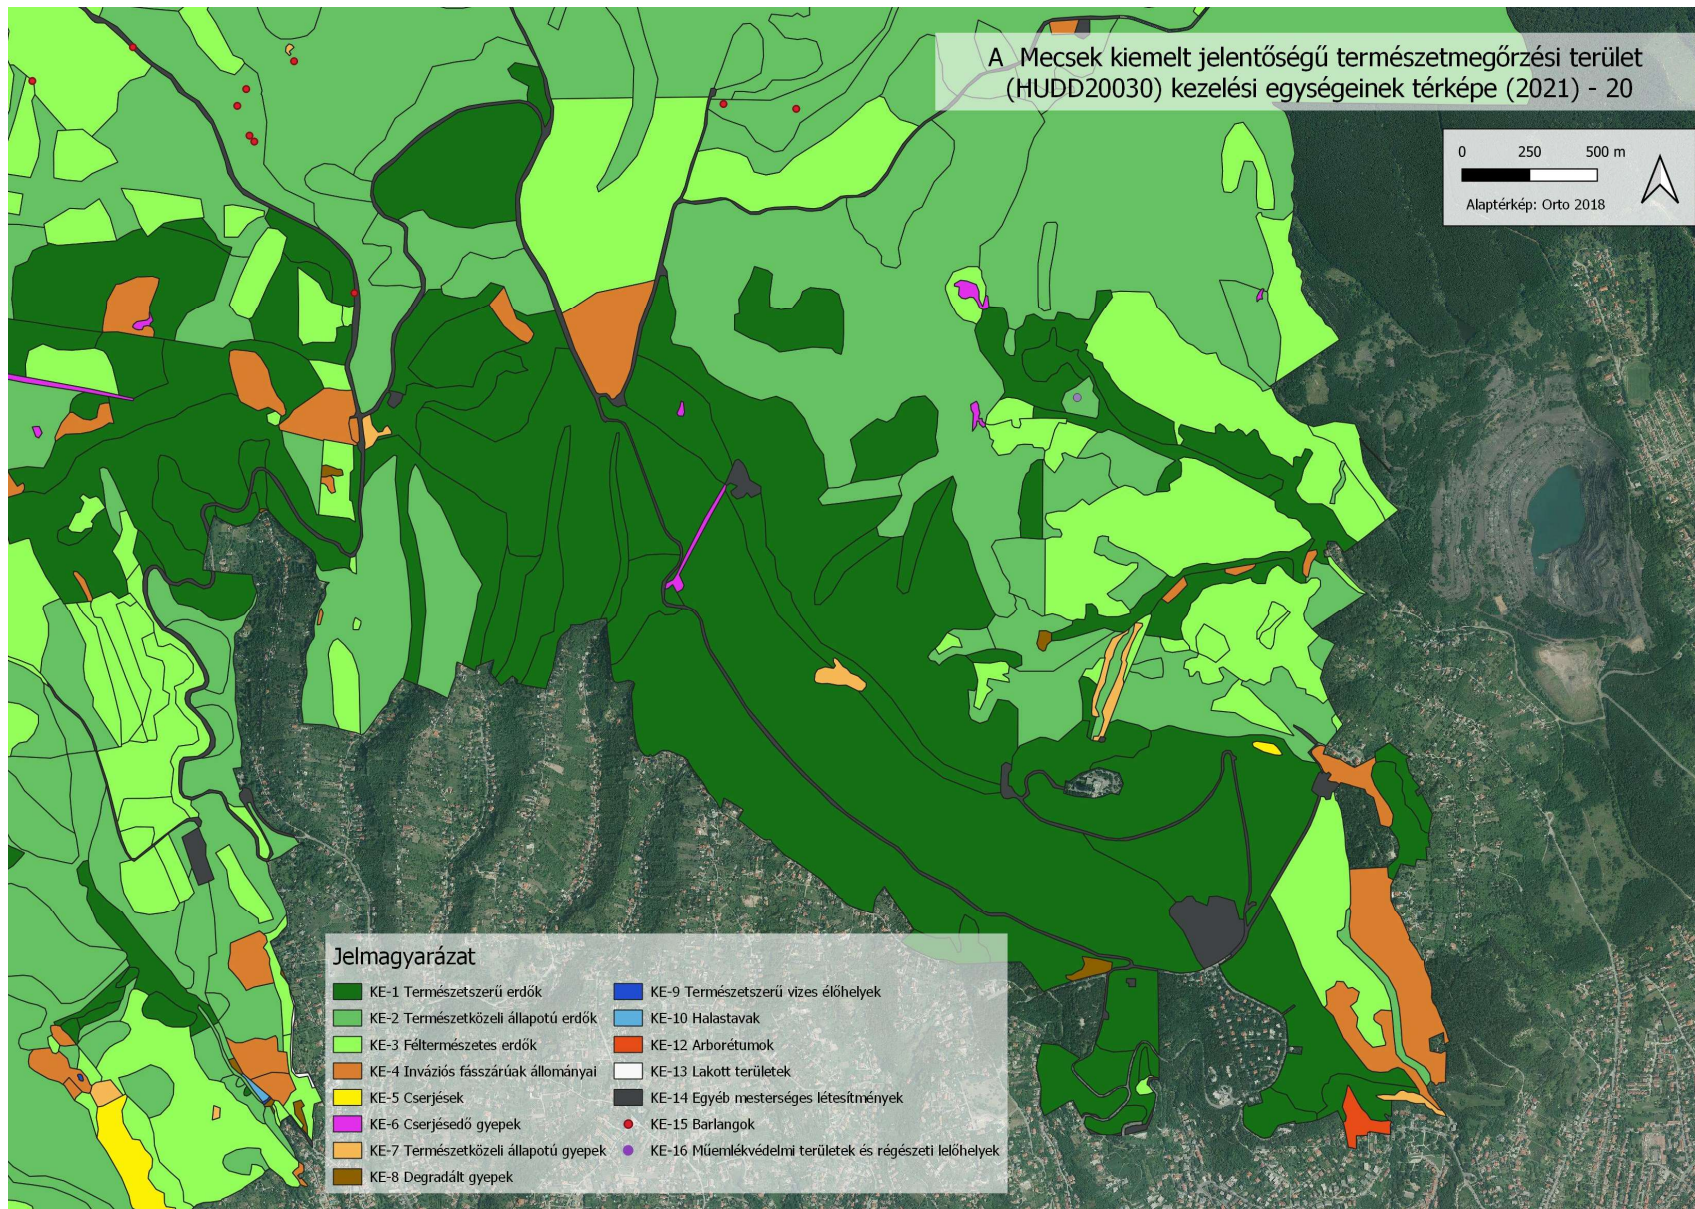 A Mecsek kiemelt jelentőségű természetmegőrzési terület
(HUDD20030) kezelési egységeinek térképe (2021) - 20
0 250 500 m
Alaptérkép: Orto 2018
Jelmagyarázat
KE-1 Természetszerű erdők
KE-2 Természetközeli állapotú erdők
KE-3 Féltermészetes erdők
KE-4 Inváziós fásszárúak állományai
KE-5 Cserjések
KE-6 Cserjésedő gyepek
KE-7 Természetközeli állapotú gyepek
KE-8 Degradált gyepek
KE-9 Természetszerű vizes élőhelyek
KE-10 Halastavak
KE-12 Arborétumok
KE-13 Lakott területek
KE-14 Egyéb mesterséges létesítmények
KE-15 Barlangok
KE-16 Műemlékvédelmi területek és régészeti lelőhelyek